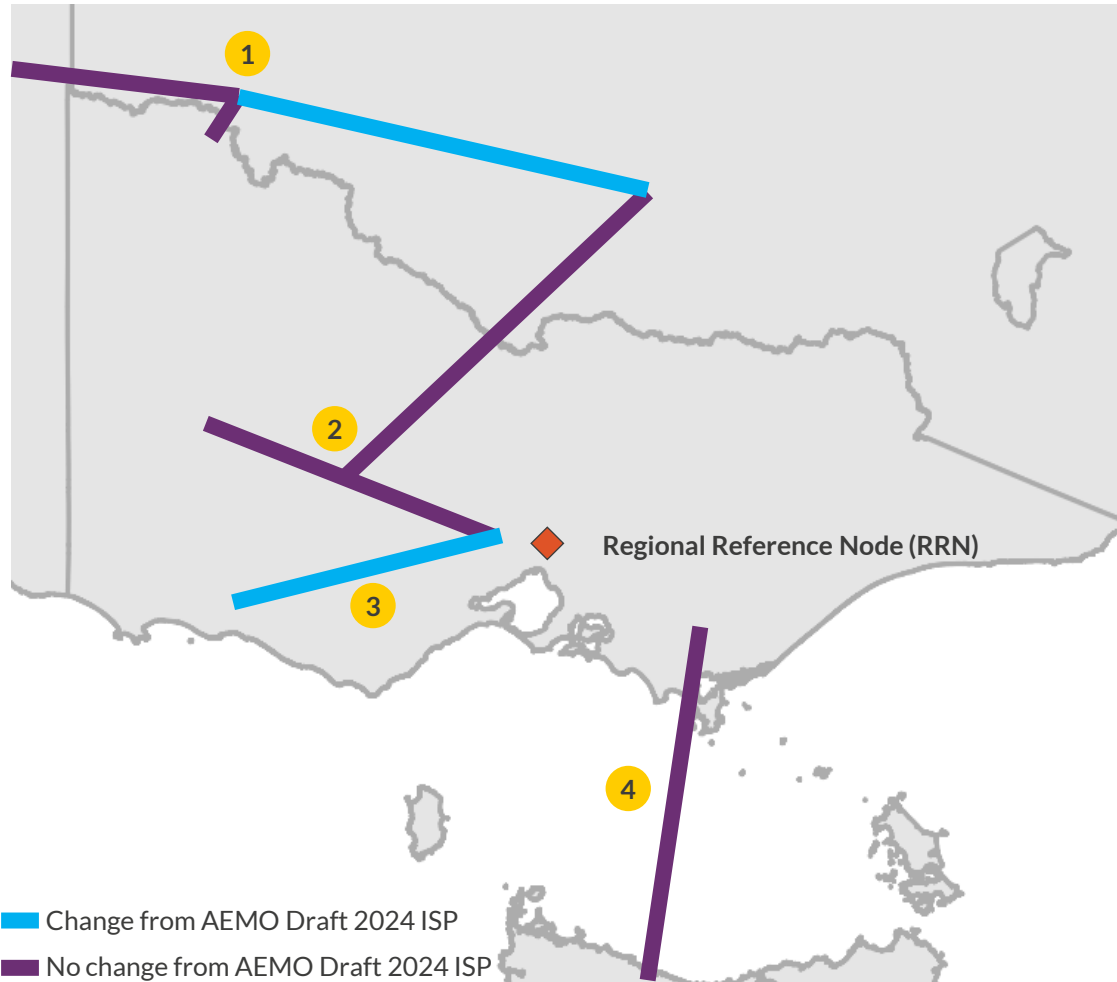 1
2
Regional Reference Node (RRN)
3
4
Change from AEMO Draft 2024 ISP
No change from AEMO Draft 2024 ISP